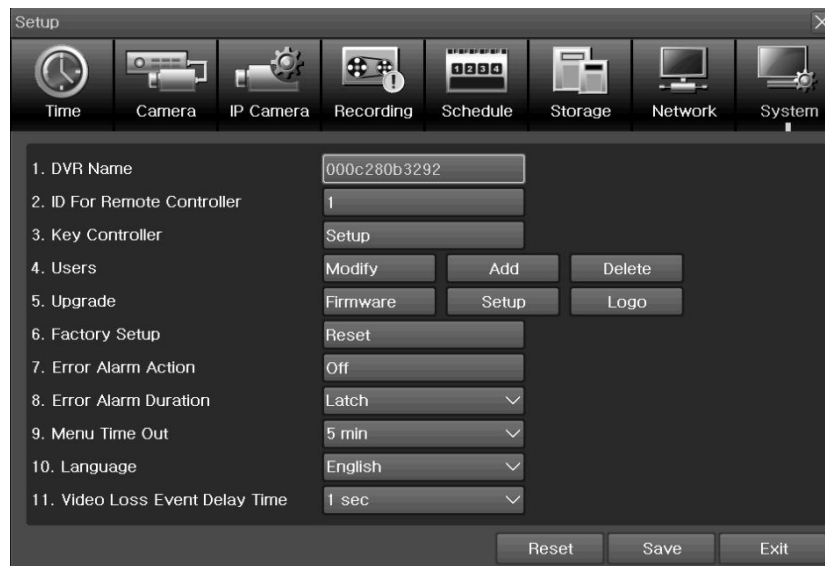 Setup
Time Camera IP Camera Recording Schedule Storage Network System
1. DVR Name 000c280b3292
2. ID For Remote Controller 1
3. Key Controller Setup
4. Users Modify Add Delete
5. Upgrade Firmware Setup Logo
6. Factory Setup Reset
7. Error Alarm Action Off
8. Error Alarm Duration Latch
9. Menu Time Out 5 min
10. Language English
11. Video Loss Event Delay Time 1 sec
Reset Save Exit